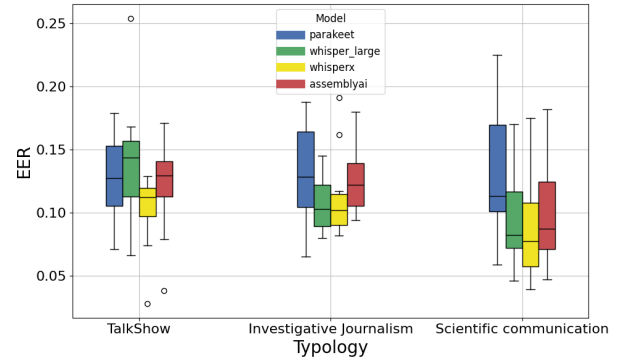 Model
parakeet
whisper_large
whisperx
assemblyai
EER
0.25
0.20
0.15
0.10
0.05
TalkShow
Investigative Journalism
Scientific communication
Typology